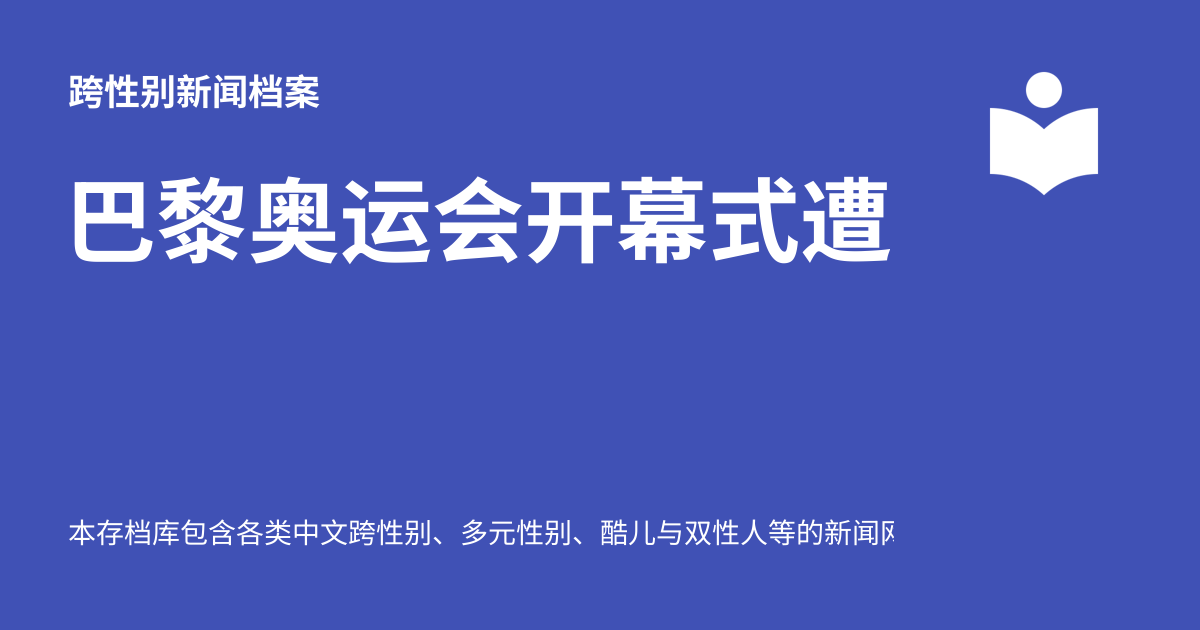 跨性别新闻档案
巴黎奥运会开幕式遭
本存档库包含各类中文跨性别、多元性别、酷儿与双性人等的新闻网